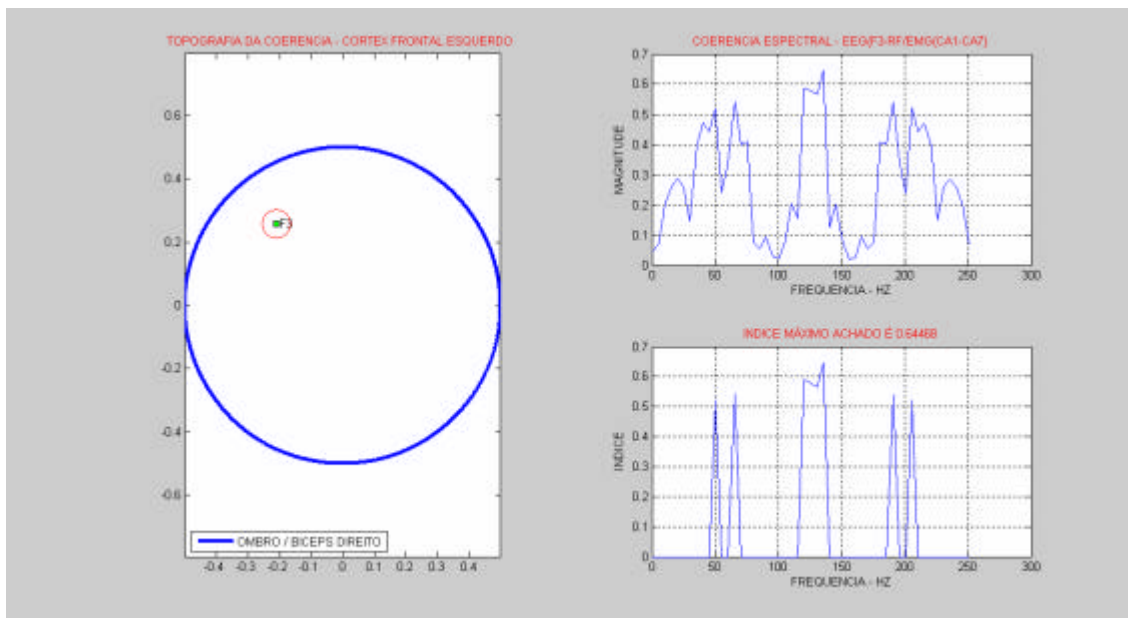 TOPOGRAFIA DA COERENCIA - CORTEX FRONTAL ESQUERDO
0.6
0.4
0.2
0
-0.2
-0.4
-0.6
F3
OMBRO / BICEPS DIREITO
-0.4 -0.3 -0.2 -0.1 0 0.1 0.2 0.3 0.4
COERENCIA ESPECTRAL - EEG(F3-RF/EMG(CA1-CA7)
MAGNITUDE
0.7
0.6
0.5
0.4
0.3
0.2
0.1
0
0 50 100 150 200 250 300
FREQUENCIA - HZ
INDICE MÁXIMO ACHADO É 0.64468
INDICE
0.7
0.6
0.5
0.4
0.3
0.2
0.1
0
0 50 100 150 200 250 300
FREQUENCIA - HZ